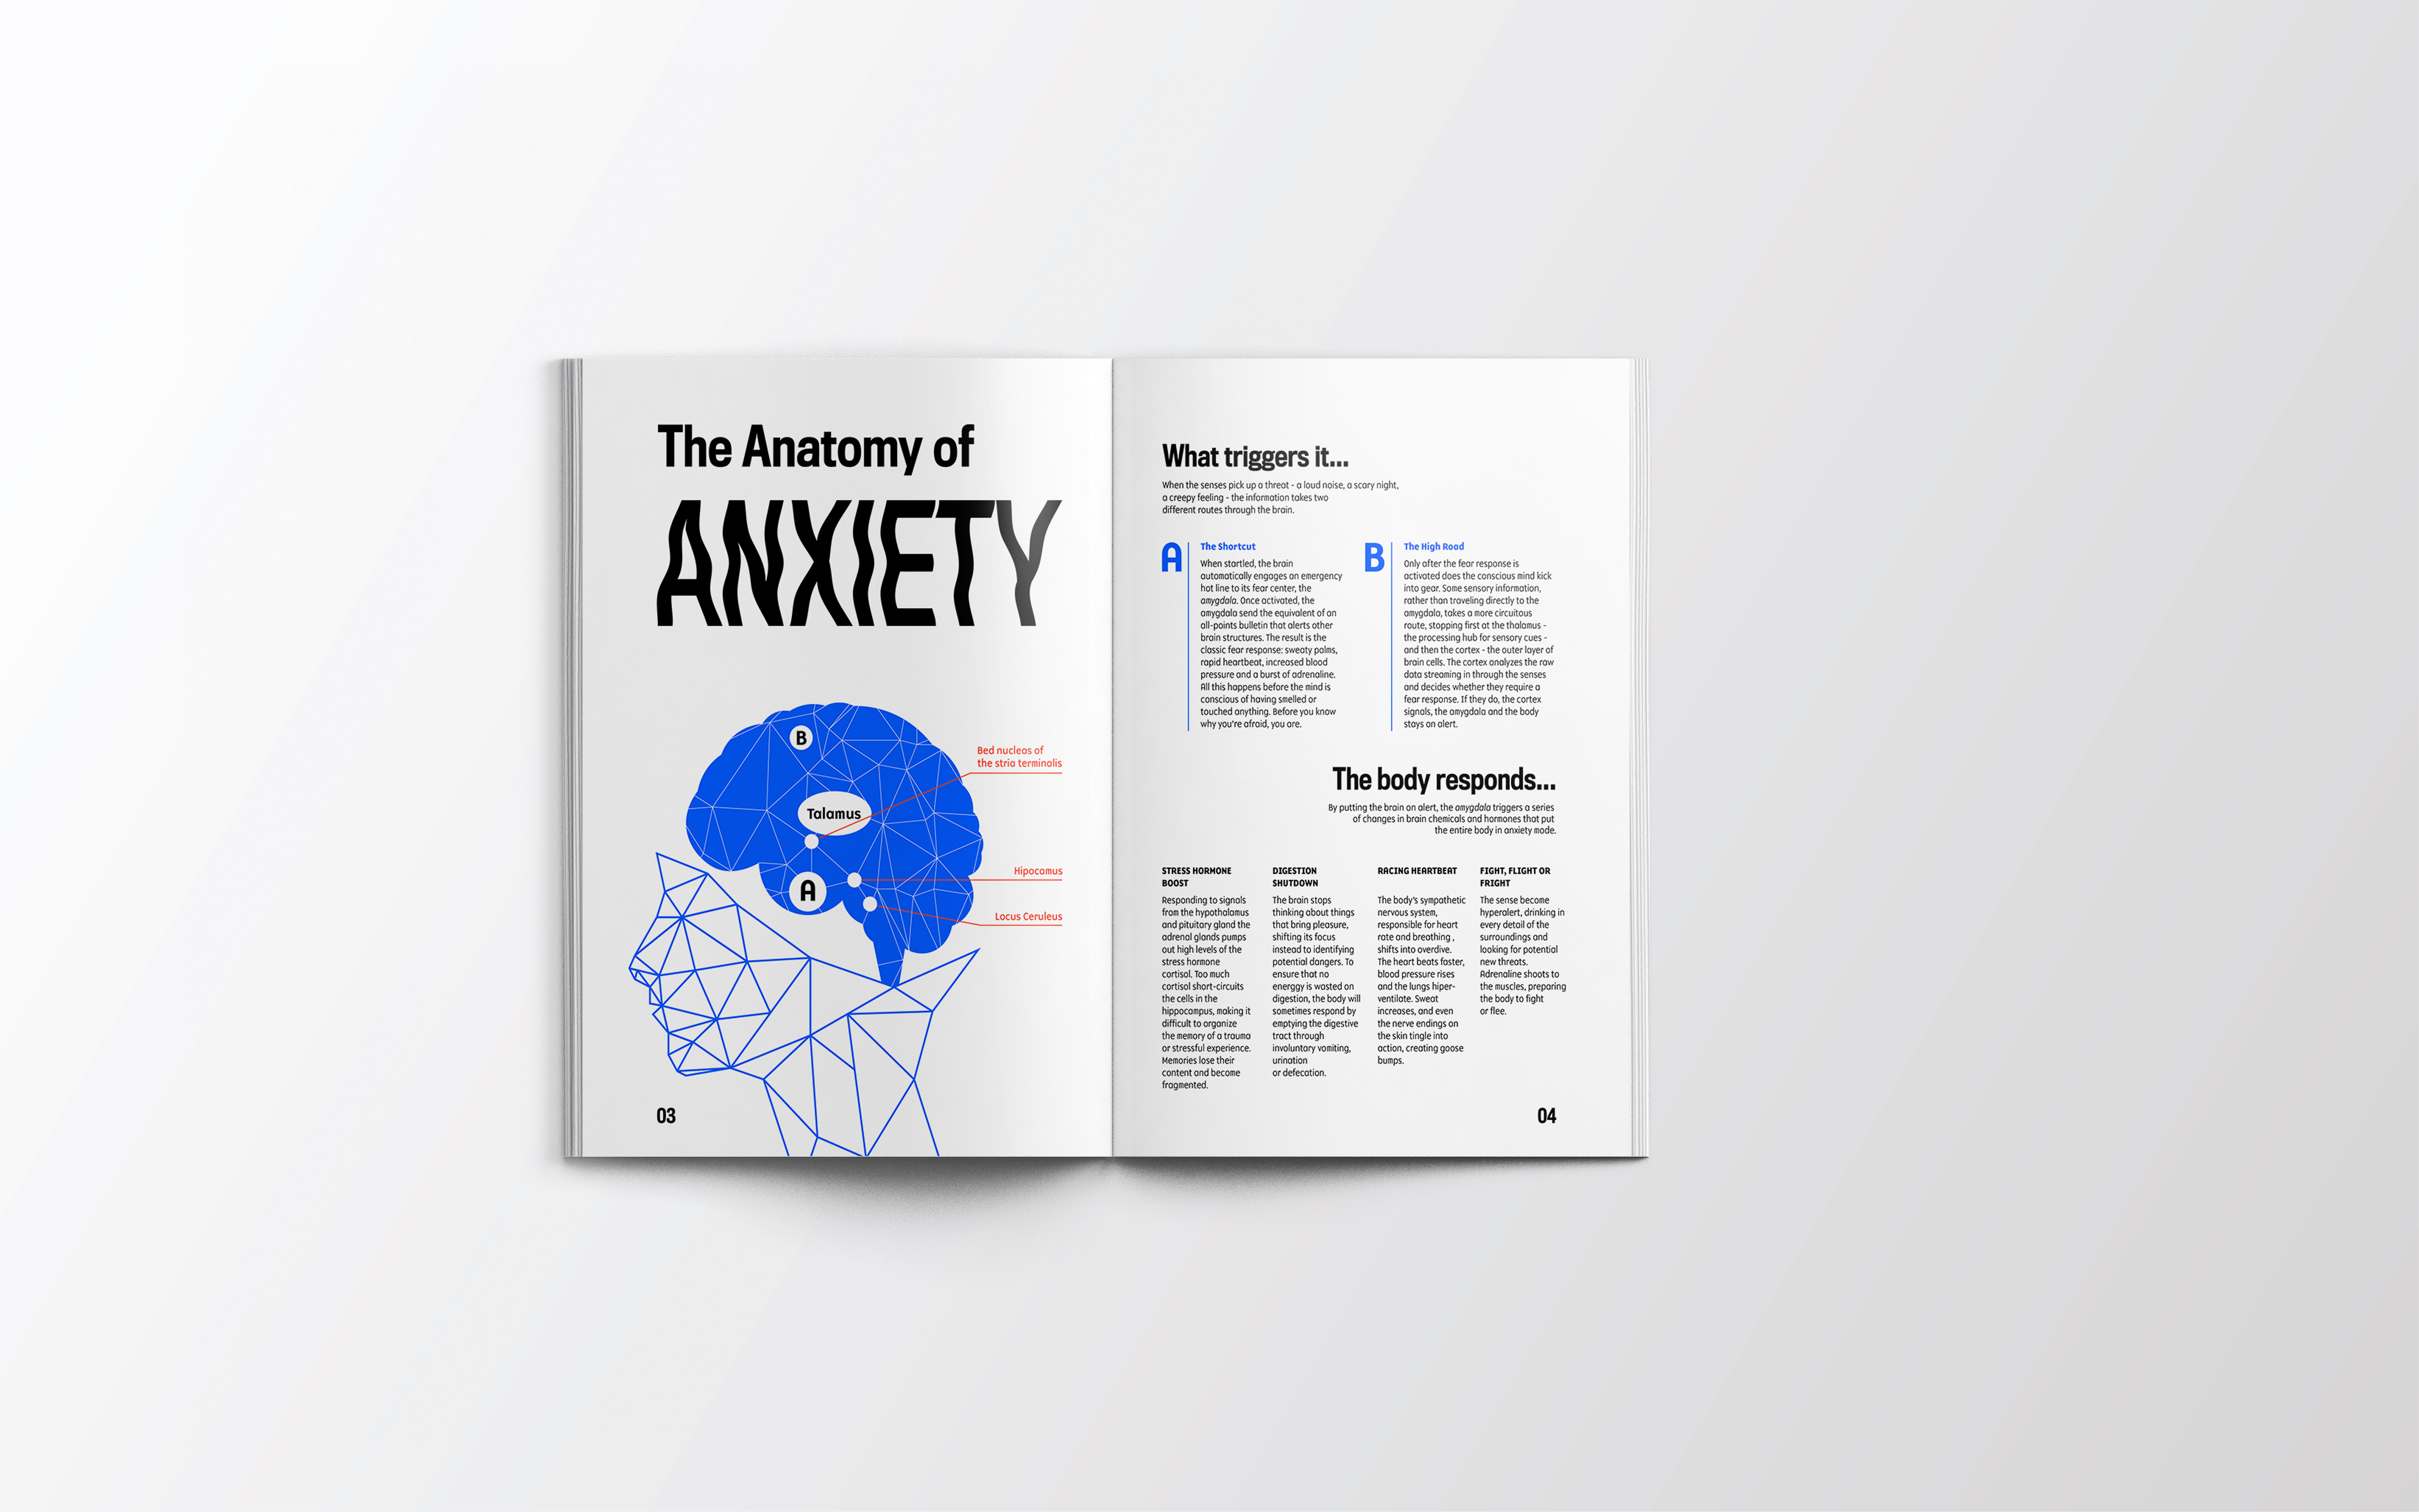 The Anatomy of
ANXIETY
B
Bed nucleas of
the strio terminolis
Talamus
A
Hipocamus
Locus Ceruleus
03
What triggers it...
When the senses pick up a threat - a loud noise, a scary night,
a creepy feeling - the information takes two
different routes through the brain.
A
The Shortcut
When startled, the brain
automatically engages an emergency
hot line to its fear center, the
amygdala. Once activated, the
amygdala send the equivalent of an
all-points bulletin that alerts other
brain structures. The result is the
classic fear response: sweaty palms,
rapid heartbeat, increased blood
pressure and a burst of adrenaline.
All this happens before the mind is
conscious of having smelled or
touched anything. Before you know
why you're afraid, you are.
B
The High Road
Only after the fear response is
activated does the conscious mind kick
into gear. Some sensory information,
rather than traveling directly to the
amygdala, takes a more circuitous
route, stopping first at the thalamus -
the processing hub for sensory cues -
and then the cortex - the outer layer of
brain cells. The cortex analyzes the raw
data streaming in through the senses
and decides whether they require a
fear response. If they do, the cortex
signals, the amygdala and the body
stays on alert.
The body responds...
By putting the brain on alert, the amygdala triggers a series
of changes in brain chemicals and hormones that put
the entire body in anxiety mode.
STRESS HORMONE
BOOST
Responding to signals
from the hypothalamus
and pituitary gland the
adrenal glands pumps
out high levels of the
stress hormone
cortisol. Too much
cortisol short-circuits
the cells in the
hippocampus, making it
difficult to organize
the memory of a trauma
or stressful experience.
Memories lose their
content and become
fragmented.
DIGESTION
SHUTDOWN
The brain stops
thinking about things
that bring pleasure,
shifting its focus
instead to identifying
potential dangers. To
ensure that no
energgy is wasted on
digestion, the body will
sometimes respond by
emptying the digestive
tract through
involuntary vomiting,
urination
or defecation.
RACING HEARTBEAT
The body's sympathetic
nervous system,
responsible for heart
rate and breathing ,
shifts into overdive.
The heart beats faster,
blood pressure rises
and the lungs hiper-
ventilate. Sweat
increases, and even
the nerve endings on
the skin tingle into
action, creating goose
bumps.
FIGHT, FLIGHT OR
FRIGHT
The sense become
hyperalert, drinking in
every detail of the
surroundings and
looking for potential
new threats.
Adrenaline shoots to
the muscles, preparing
the body to fight
or flee.
04